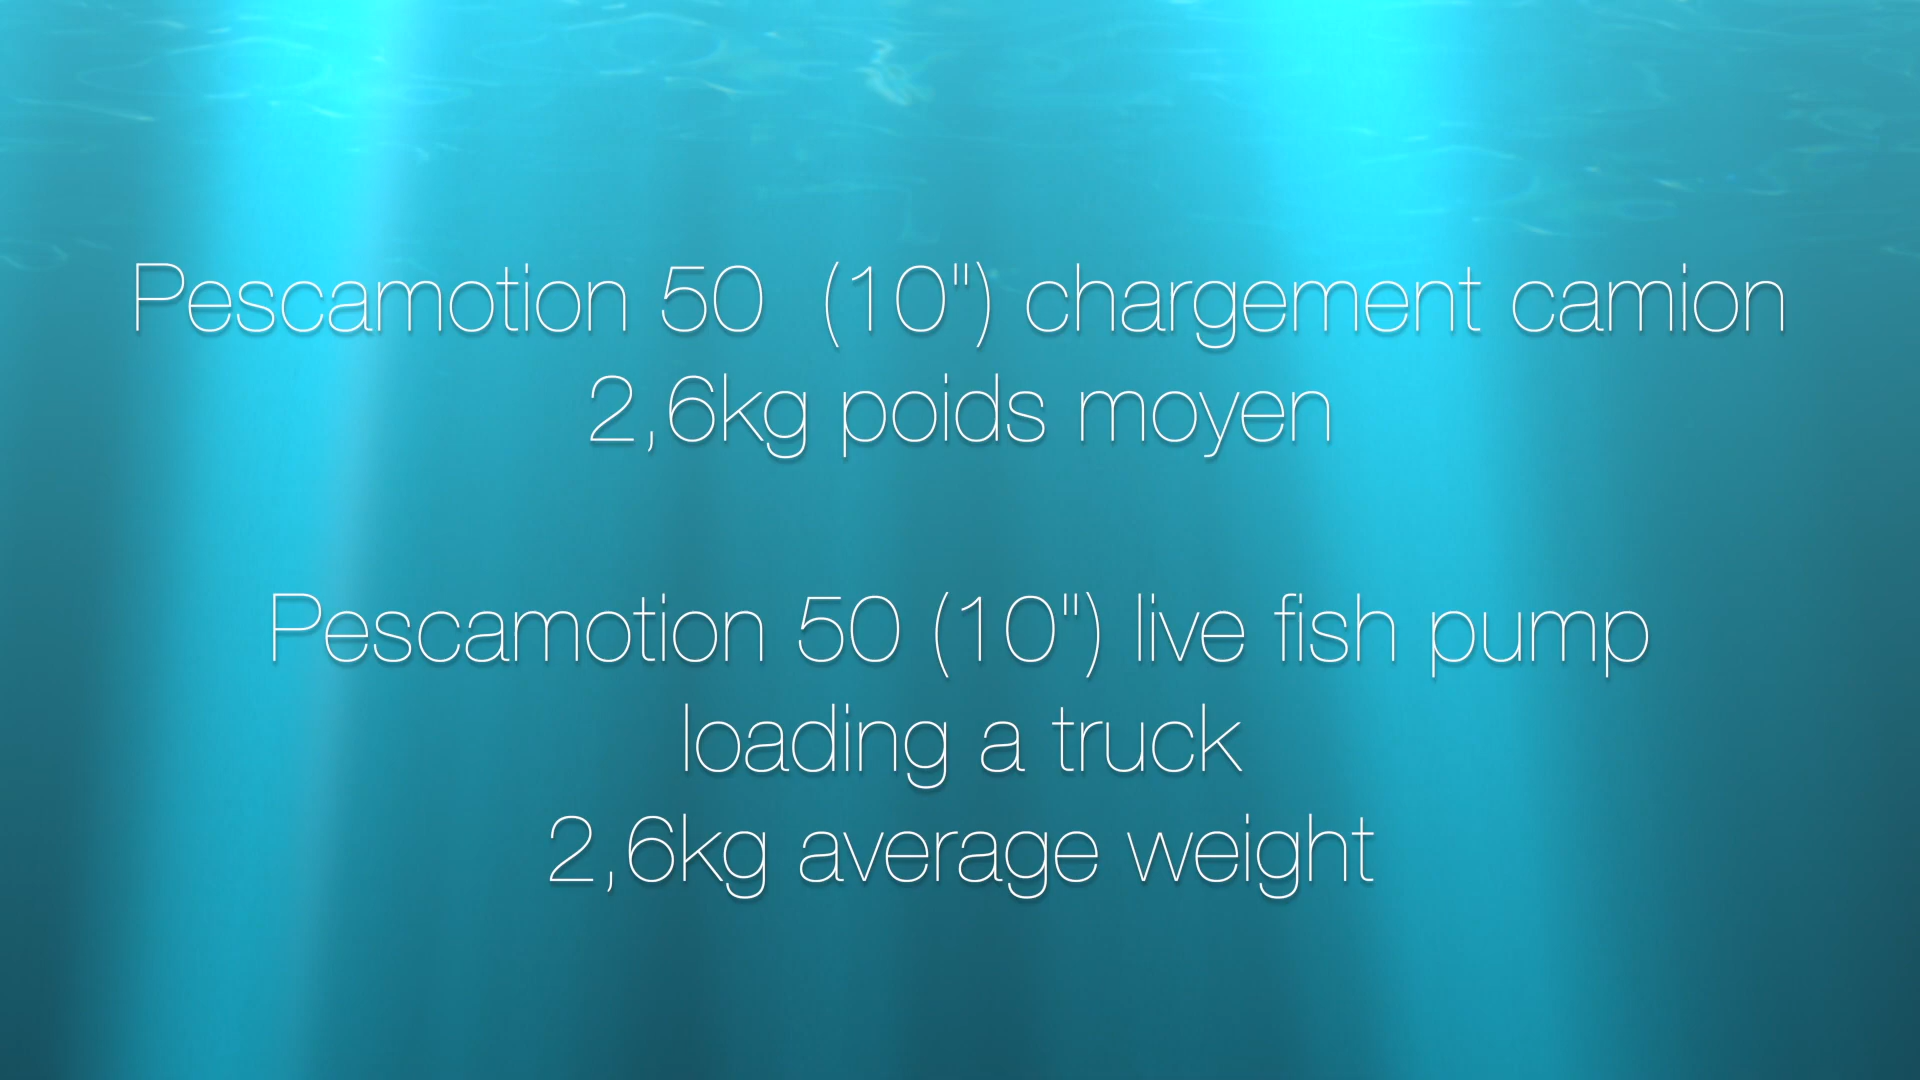 Pescamotion 50  (10") chargement camion
2,6kg poids moyen
Pescamotion 50 (10") live fish pump
loading a truck
2,6kg average weight